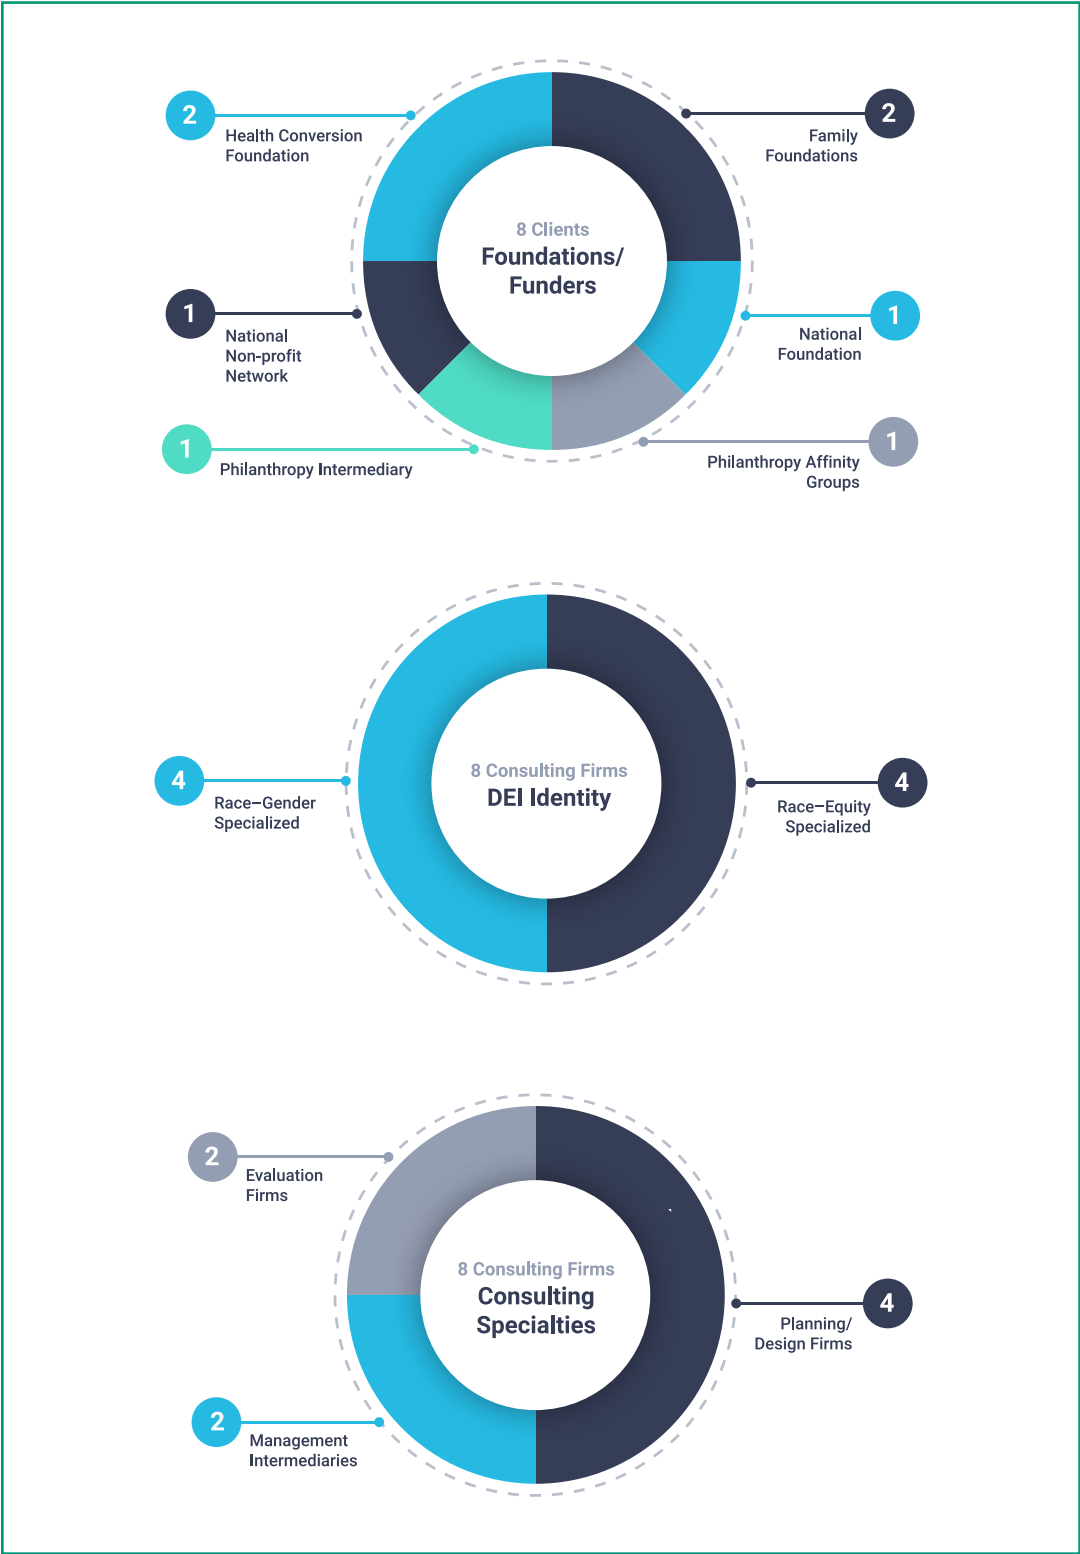 2
Health Conversion
Foundation
2
Family
Foundations
8 Clients
Foundations/
Funders
1
National
Non-profit
Network
1
National
Foundation
1
Philanthropy Intermediary
1
Philanthropy Affinity
Groups
8 Consulting Firms
DEI Identity
4
Race–Gender
Specialized
4
Race–Equity
Specialized
2
Evaluation
Firms
8 Consulting Firms
Consulting
Specialties
4
Planning/
Design Firms
2
Management
Intermediaries